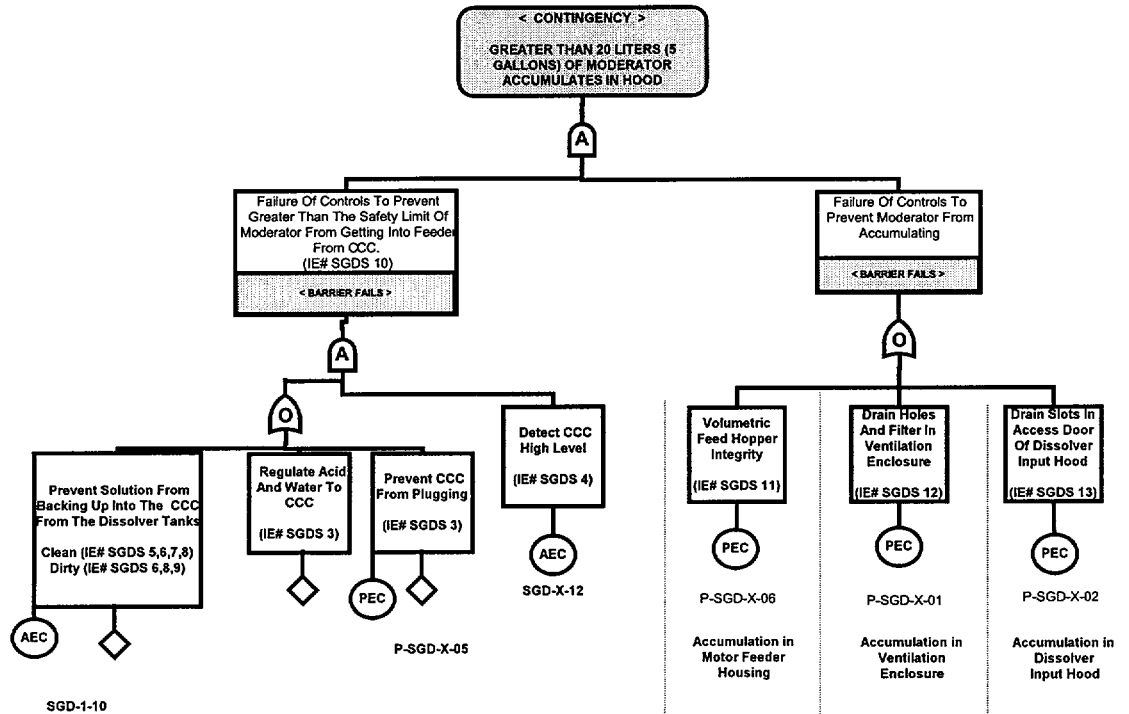 < CONTINGENCY >
GREATER THAN 20 LITERS (5
GALLONS) OF MODERATOR
ACCUMULATES IN HOOD
A
Failure Of Controls To Prevent
Greater Than The Safety Limit Of
Moderator From Getting Into Feeder
From CCC.
(IE# SGDS 10)
< BARRIER FAILS >
Failure Of Controls To
Prevent Moderator From
Accumulating
< BARRIER FAILS >
A
O
O
Prevent Solution From
Backing Up Into The CCC
From The Dissolver Tanks
Clean (IE# SGDS 5,6,7,8)
Dirty (IE# SGDS 6,8,9)
AEC
SGD-1-10
Regulate Acid
And Water To
CCC
(IE# SGDS 3)
Prevent CCC
From Plugging
(IE# SGDS 3)
PEC
P-SGD-X-05
Detect CCC
High Level
(IE# SGDS 4)
AEC
SGD-X-12
Volumetric
Feed Hopper
Integrity
(IE# SGDS 11)
PEC
P-SGD-X-06
Accumulation in
Motor Feeder
Housing
Drain Holes
And Filter In
Ventilation
Enclosure
(IE# SGDS 12)
PEC
P-SGD-X-01
Accumulation in
Ventilation
Enclosure
Drain Slots In
Access Door
Of Dissolver
Input Hood
(IE# SGDS 13)
PEC
P-SGD-X-02
Accumulation in
Dissolver
Input Hood